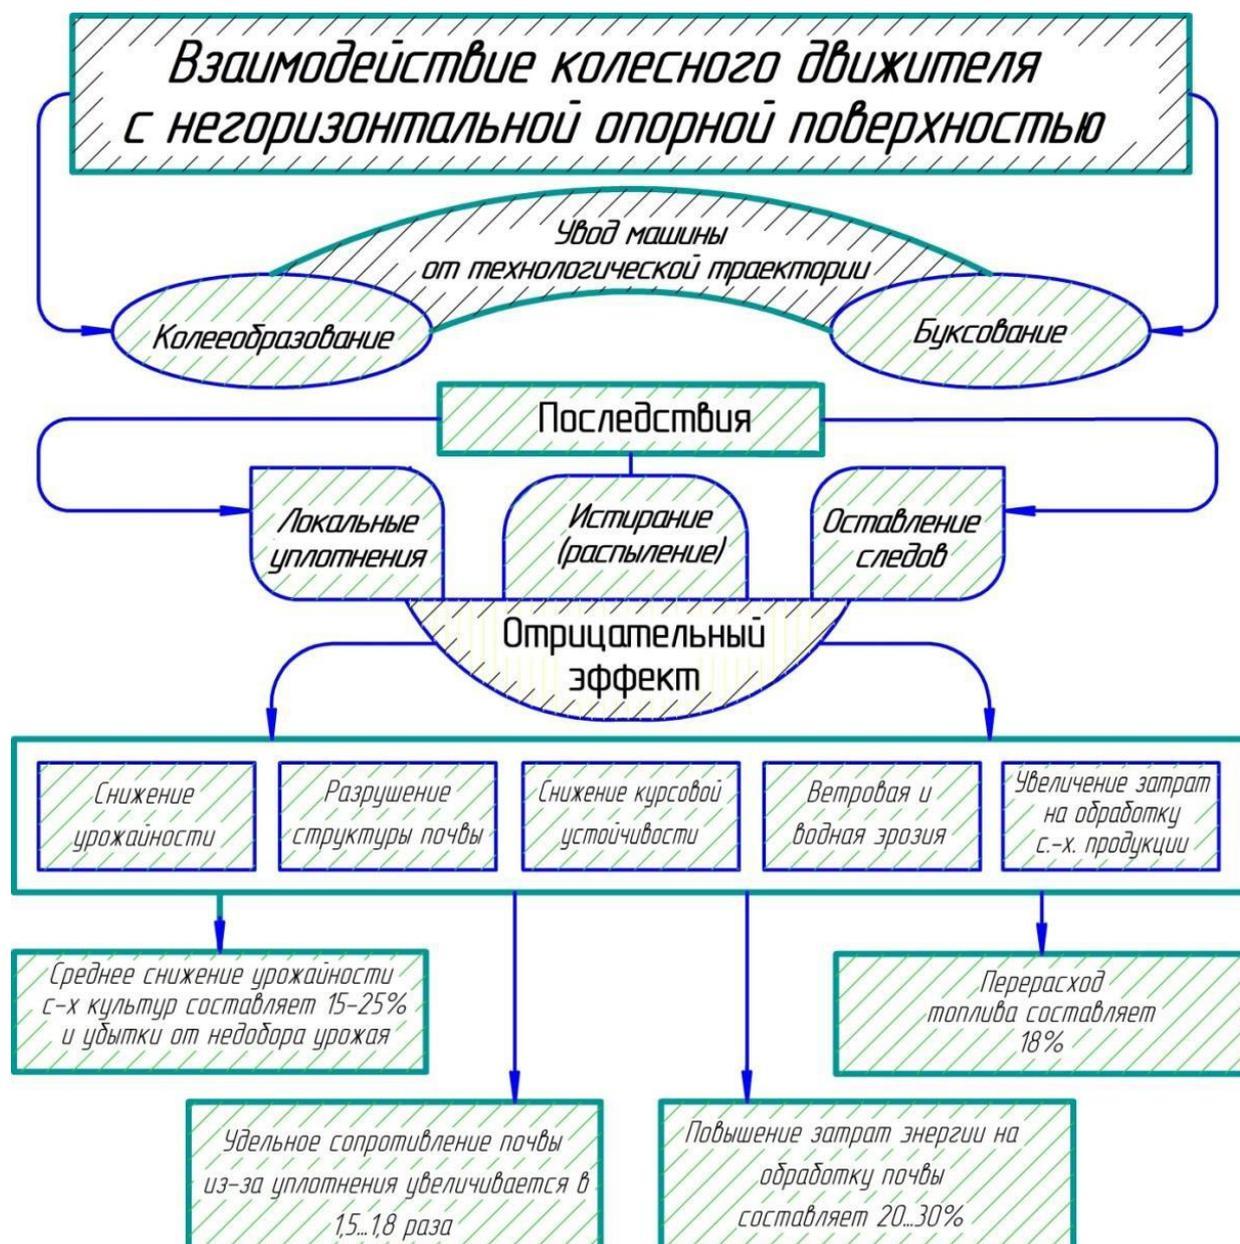 Взаимодействие колесного движителя
с негоризонтальной опорной поверхностью
Увод машины
от технологической траектории
Колееобразование
Буксование
Последствия
Локальные
уплотнения
Истирание
(распыление)
Оставление
следов
Отрицательный
эффект
Снижение
урожайности
Разрушение
структуры почвы
Снижение курсовой
устойчивости
Ветровая и
водная эрозия
Увеличение затрат
на обработку
с.-х. продукции
Среднее снижение урожайности
с-х культур составляет 15-25%
и убытки от недобора урожая
Перерасход
топлива составляет
18%
Удельное сопротивление почвы
из-за уплотнения увеличивается в
1,5...1,8 раза
Повышение затрат энергии на
обработку почвы
составляет 20...30%